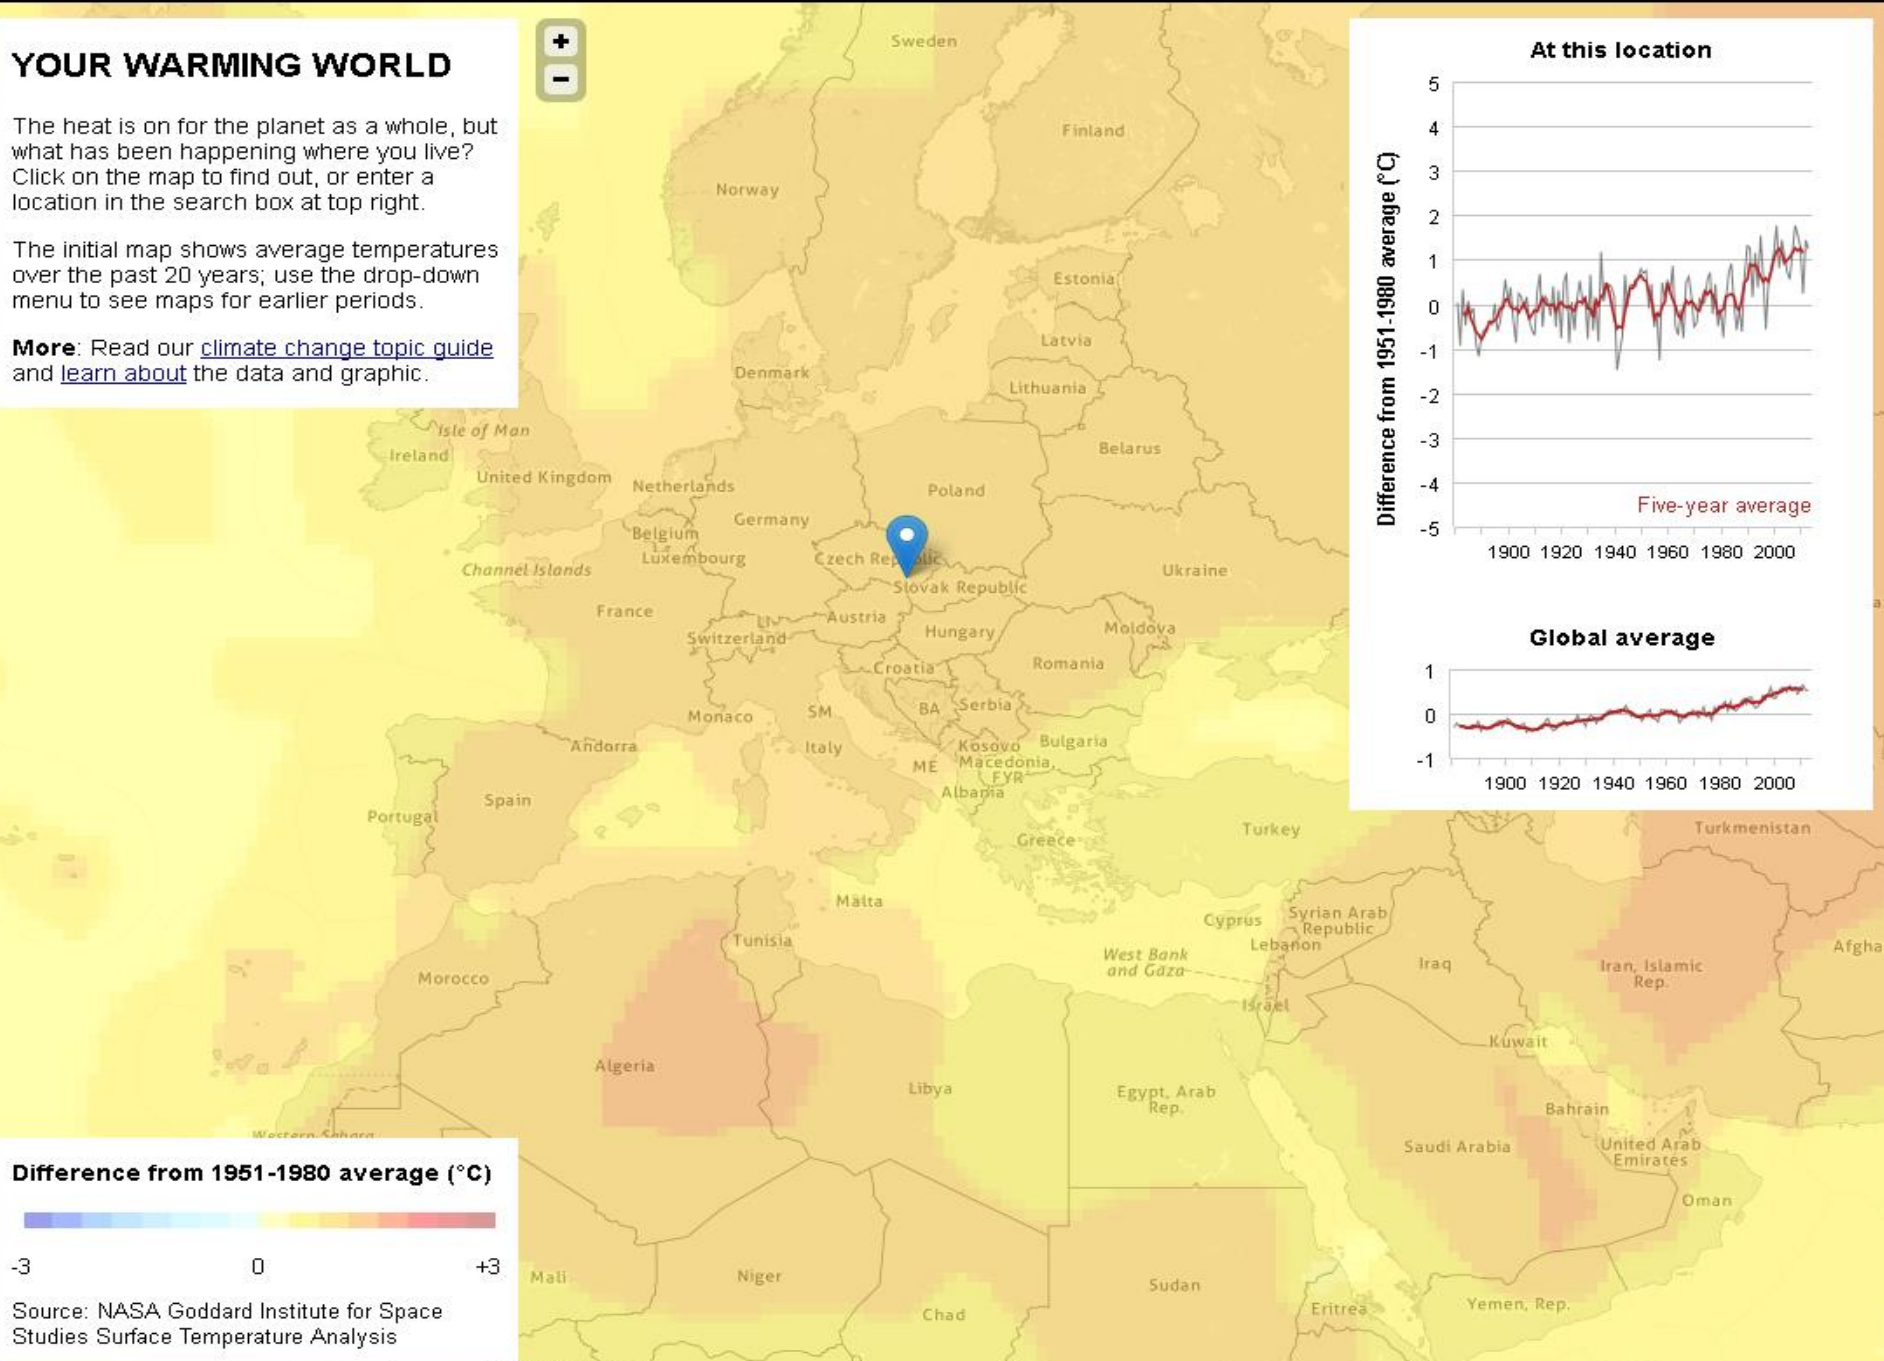 YOUR WARMING WORLD
The heat is on for the planet as a whole, but
what has been happening where you live?
Click on the map to find out, or enter a
location in the search box at top right.
The initial map shows average temperatures
over the past 20 years; use the drop-down
menu to see maps for earlier periods.
More: Read our climate change topic guide
and learn about the data and graphic.
+
−
At this location
5
4
3
2
1
0
-1
-2
-3
-4
-5
Difference from 1951-1980 average (°C)
Five-year average
1900 1920 1940 1960 1980 2000
Global average
1
0
-1
1900 1920 1940 1960 1980 2000
Sweden
Finland
Norway
Estonia
Latvia
Denmark
Lithuania
Isle of Man
Ireland
Belarus
United Kingdom
Netherlands
Poland
Germany
Belgium
Luxembourg
Czech Rep
lic
Channel Islands
Ukraine
Slovak Republic
France
Austria
LI
Switzerland
Hungary
Moldova
Croatia
Romania
Monaco
SM
BA
Serbia
Andorra
Italy
Kosovo
Bulgaria
ME
Macedonia,
FYR
Albania
Spain
Portugal
Greece
Turkey
Turkmenistan
Malta
Cyprus
Syrian Arab
Republic
Tunisia
Lebanon
Afgha
West Bank
and Gaza
Morocco
Iraq
Iran, Islamic
Rep.
Israel
Kuwait
Algeria
Libya
Egypt, Arab
Rep.
Bahrain
Western Sahara
Saudi Arabia
United Arab
Emirates
Oman
Mali
Niger
Chad
Sudan
Eritrea
Yemen, Rep.
Difference from 1951-1980 average (°C)
-3 0 +3
Source: NASA Goddard Institute for Space
Studies Surface Temperature Analysis